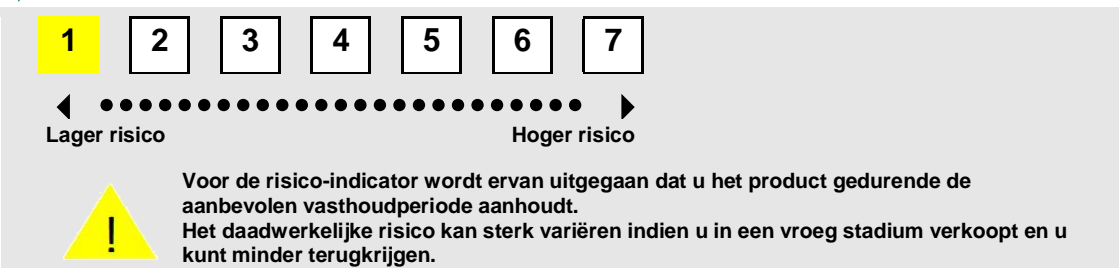 1 2 3 4 5 6 7
Lager risico Hoger risico
!
Voor de risico-indicator wordt ervan uitgegaan dat u het product gedurende de
aanbevolen vasthoudperiode aanhoudt.
Het daadwerkelijke risico kan sterk variëren indien u in een vroeg stadium verkoopt en u
kunt minder terugkrijgen.